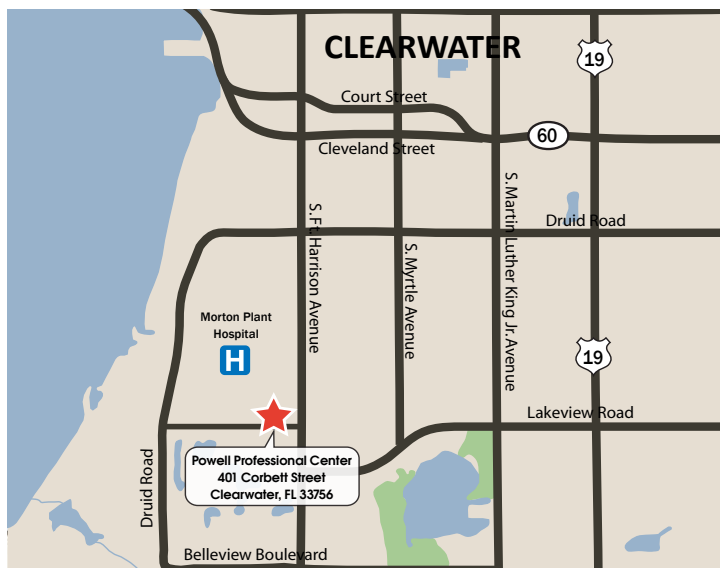 CLEARWATER
19
Court Street
60
Cleveland Street
S. Ft. Harrison Avenue
S. Myrtle Avenue
S. Martin Luther King Jr. Avenue
Druid Road
Morton Plant
Hospital
H
19
Lakeview Road
Powell Professional Center
401 Corbett Street
Clearwater, FL 33756
Druid Road
Belleview Boulevard